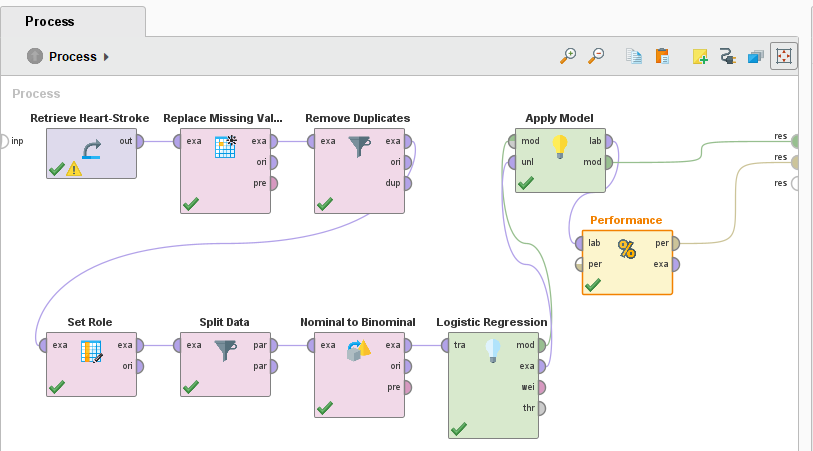 Process
Process
Process
Retrieve Heart-Stroke
Replace Missing Val...
Remove Duplicates
Apply Model
inp
out
exa
exa
ori
pre
exa
exa
ori
dup
mod
lab
unl
mod
res
res
res
Performance
lab
per
per
exa
%
Set Role
Split Data
Nominal to Binominal
Logistic Regression
exa
exa
ori
exa
par
par
exa
exa
ori
pre
tra
mod
exa
wei
thr